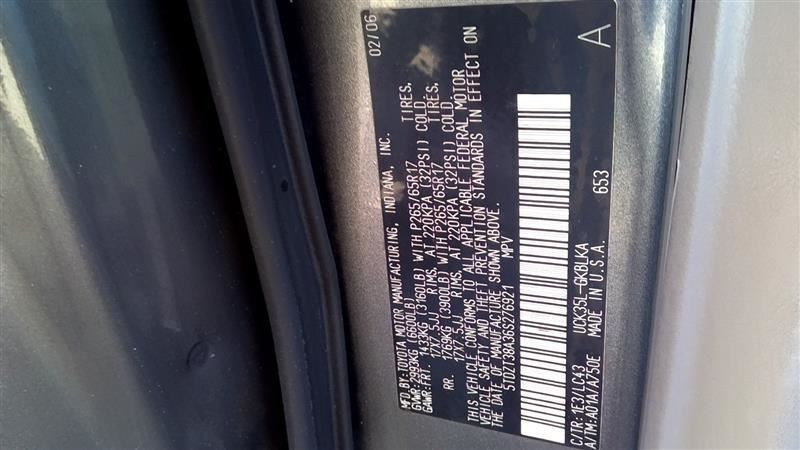 MFD.BY:TOYOTA MOTOR MANUFACTURING, INDIANA, INC. 02/06
GVWR:2993KG (6600LB)
GAWR:FRT. 1433KG (3160LB) WITH P265/65R17 TIRES,
17X7.5JJ RIMS, AT 220KPA (32PSI) COLD.
RR. 1769KG (3900LB) WITH P265/65R17 TIRES,
17X7.5JJ RIMS, AT 220KPA (32PSI) COLD.
THIS VEHICLE CONFORMS TO ALL APPLICABLE FEDERAL MOTOR
VEHICLE SAFETY AND THEFT PREVENTION STANDARDS IN EFFECT ON
THE DATE OF MANUFACTURE SHOWN ABOVE.
5TDZT38A36S276921 MPV
C/TR:1E3/LC43 UCK35L-GKBLKA 653 A
A/TM:A01A/A750E MADE IN U.S.A.